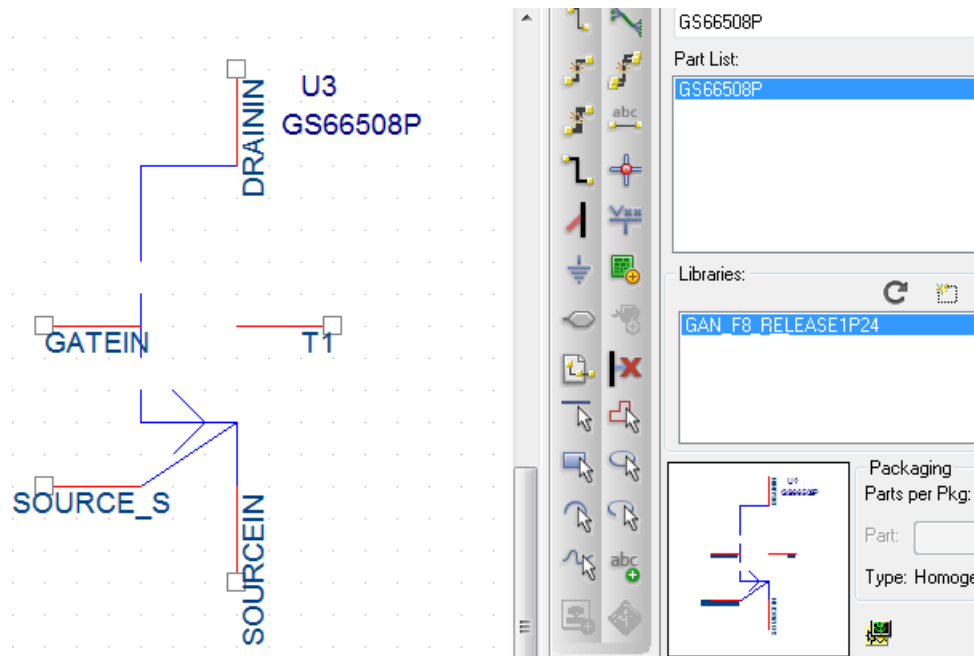 U3
GS66508P
DRAININ
GATEIN
T1
SOURCE_S
SOURCEIN
abc
abc
GS66508P
Part List:
GS66508P
Libraries:
GAN_F8_RELEASE1P24
Packaging
Parts per Pkg:
Part:
Type: Homoge